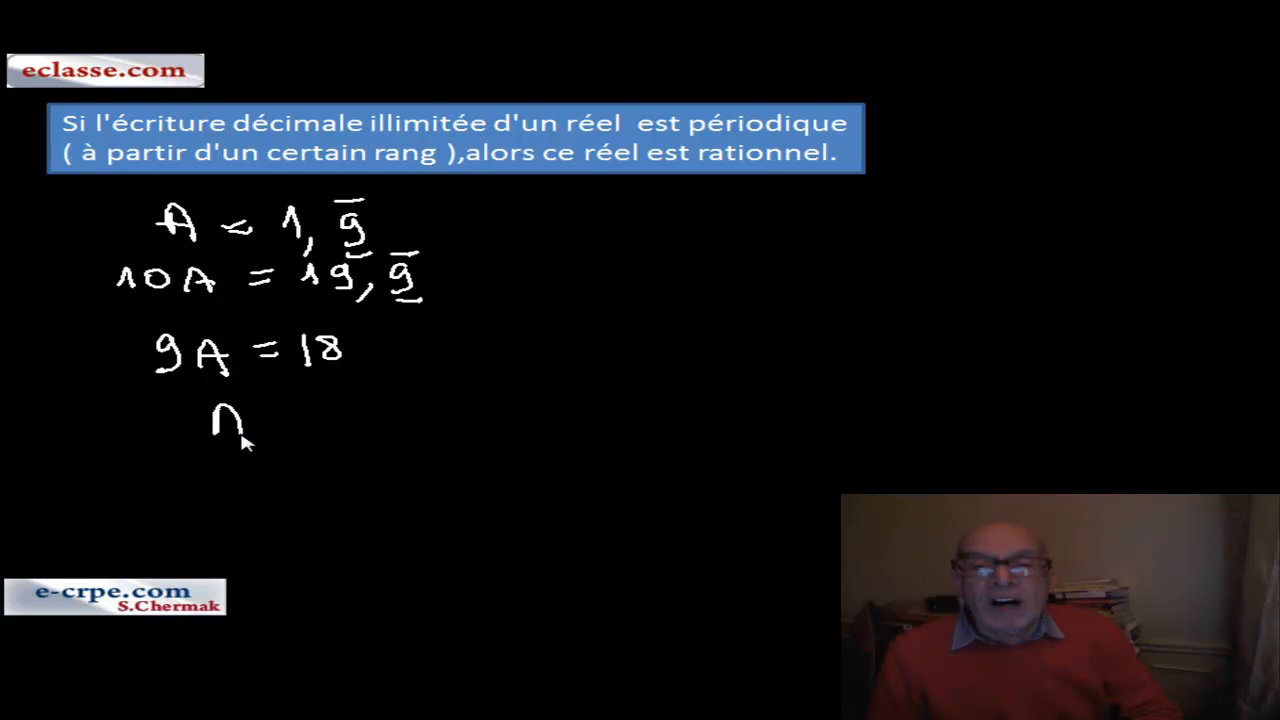 eclasse.com
Si l'écriture décimale illimitée d'un réel est périodique
( à partir d'un certain rang ),alors ce réel est rationnel.
A = 1, 9̅
10A = 19, 9̅
9A = 18
e-crpe.com
S.Chermak